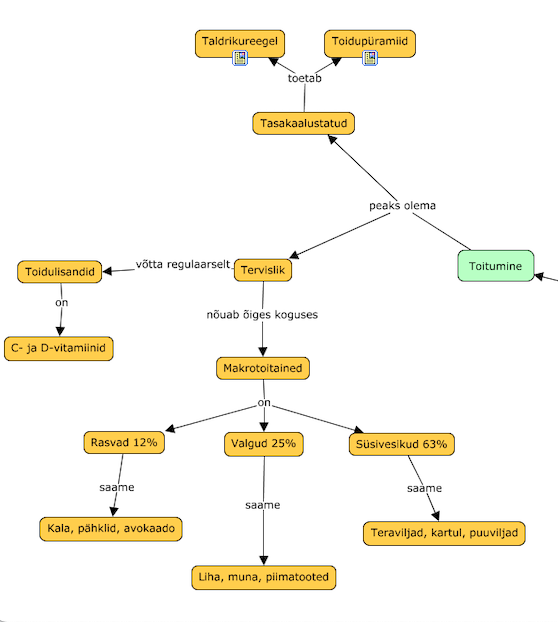 Taldrikureegel
Toidupüramiid
toetab
Tasakaalustatud
peaks olema
Toitumine
Toidulisandid
võtta regulaarselt
Tervislik
on
nõuab õiges koguses
C- ja D-vitamiinid
Makrotoitained
on
Rasvad 12%
Valgud 25%
Süsivesikud 63%
saame
saame
saame
Kala, pähklid, avokaado
Teraviljad, kartul, puuviljad
Liha, muna, piimatooted